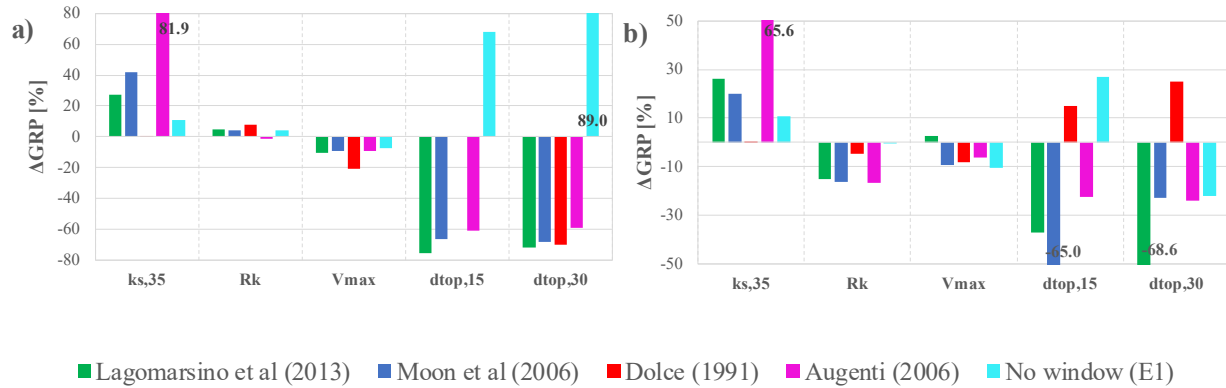 a)
ΔGRP [%]
80
60
40
20
0
-20
-40
-60
-80
81.9
89.0
ks,35 Rk Vmax dtop,15 dtop,30
b)
ΔGRP [%]
50
30
10
-10
-30
-50
65.6
-65.0
-68.6
ks,35 Rk Vmax dtop,15 dtop,30
Lagomarsino et al (2013) Moon et al (2006) Dolce (1991) Augenti (2006) No window (E1)